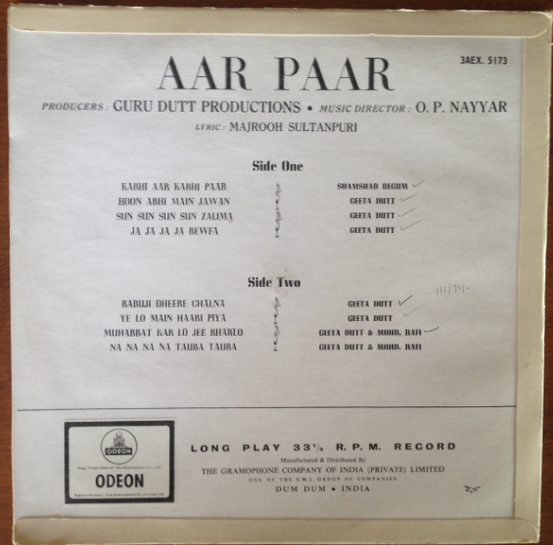 3AEX. 5173
AAR PAAR
PRODUCERS : GURU DUTT PRODUCTIONS • MUSIC DIRECTOR : O. P. NAYYAR
LYRIC : MAJROOH SULTANPURI
Side One
KABHI AAR KABHI PAAR SHAMSHAD BEGUM
HOON ABHI MAIN JAWAN GEETA DUTT
SUN SUN SUN SUN ZALIMA GEETA DUTT
JA JA JA JA BEWFA GEETA DUTT
Side Two
BABUJI DHEERE CHALNA GEETA DUTT
YE LO MAIN HAARI PIYA GEETA DUTT
MUHABBAT KAR LO JEE BHARLO GEETA DUTT & MOHD. RAFI
NA NA NA NA TAUBA TAUBA GEETA DUTT & MOHD. RAFI
ODEON
ODEON
LONG PLAY 33⅓ R. P. M. RECORD
Manufactured & Distributed By
THE GRAMOPHONE COMPANY OF INDIA (PRIVATE) LIMITED
ONE OF THE E.M.I. GROUP OF COMPANIES
DUM DUM • INDIA